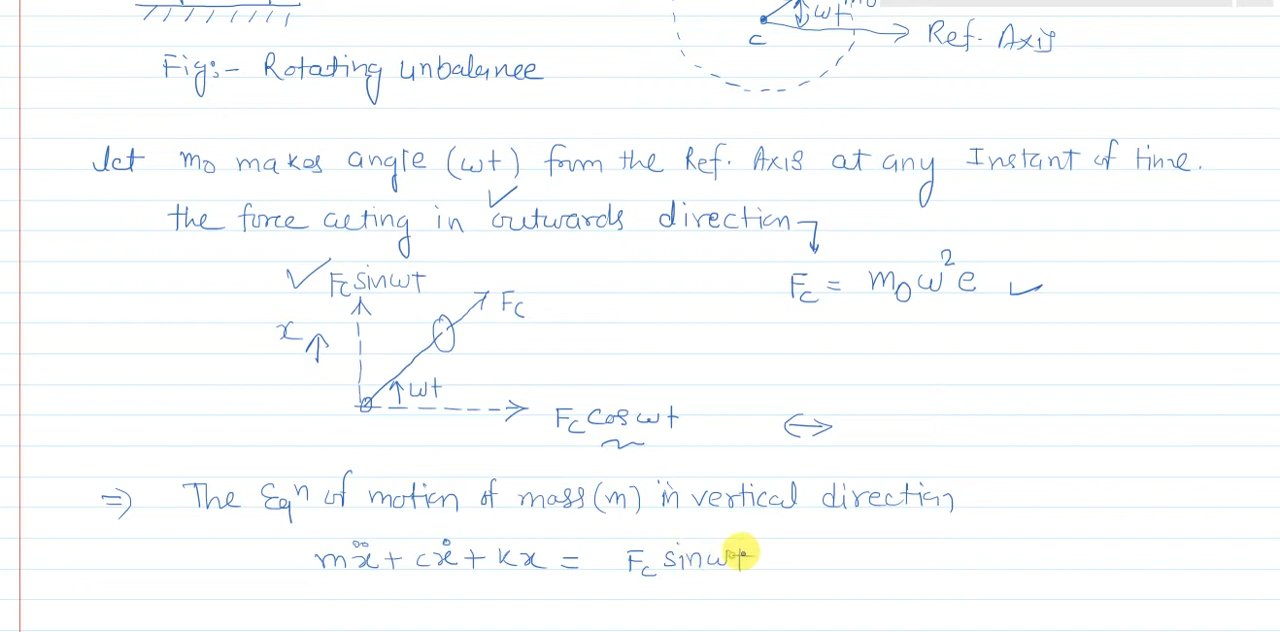 ωt
m0
C
Ref. Axis
Fig:- Rotating unbalance
let m0 makes angle (ωt) from the Ref. Axis at any Instant of time.
the force acting in outwards direction
Fc sinωt
Fc = m0ω²e
Fc
x
ωt
Fc cosωt
⇒ The Eqn of motion of mass(m) in vertical direction
mẍ + cẋ + kx = Fc sinωt